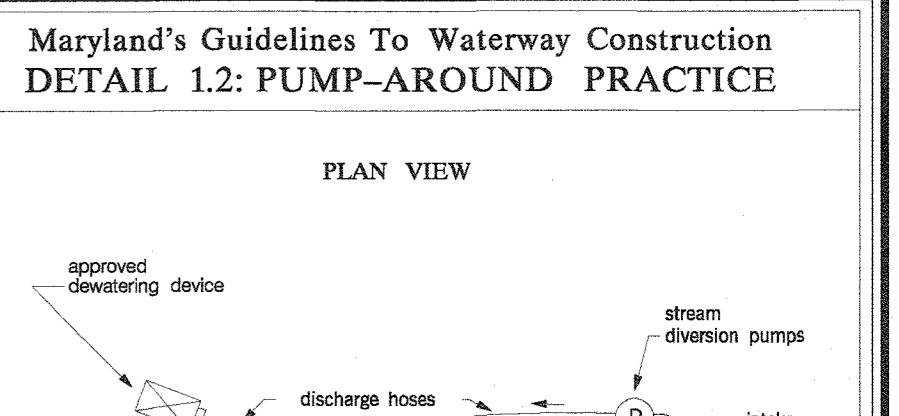 Maryland's Guidelines To Waterway Construction
DETAIL 1.2: PUMP–AROUND PRACTICE
PLAN VIEW
approved
dewatering device
stream
diversion pumps
discharge hoses